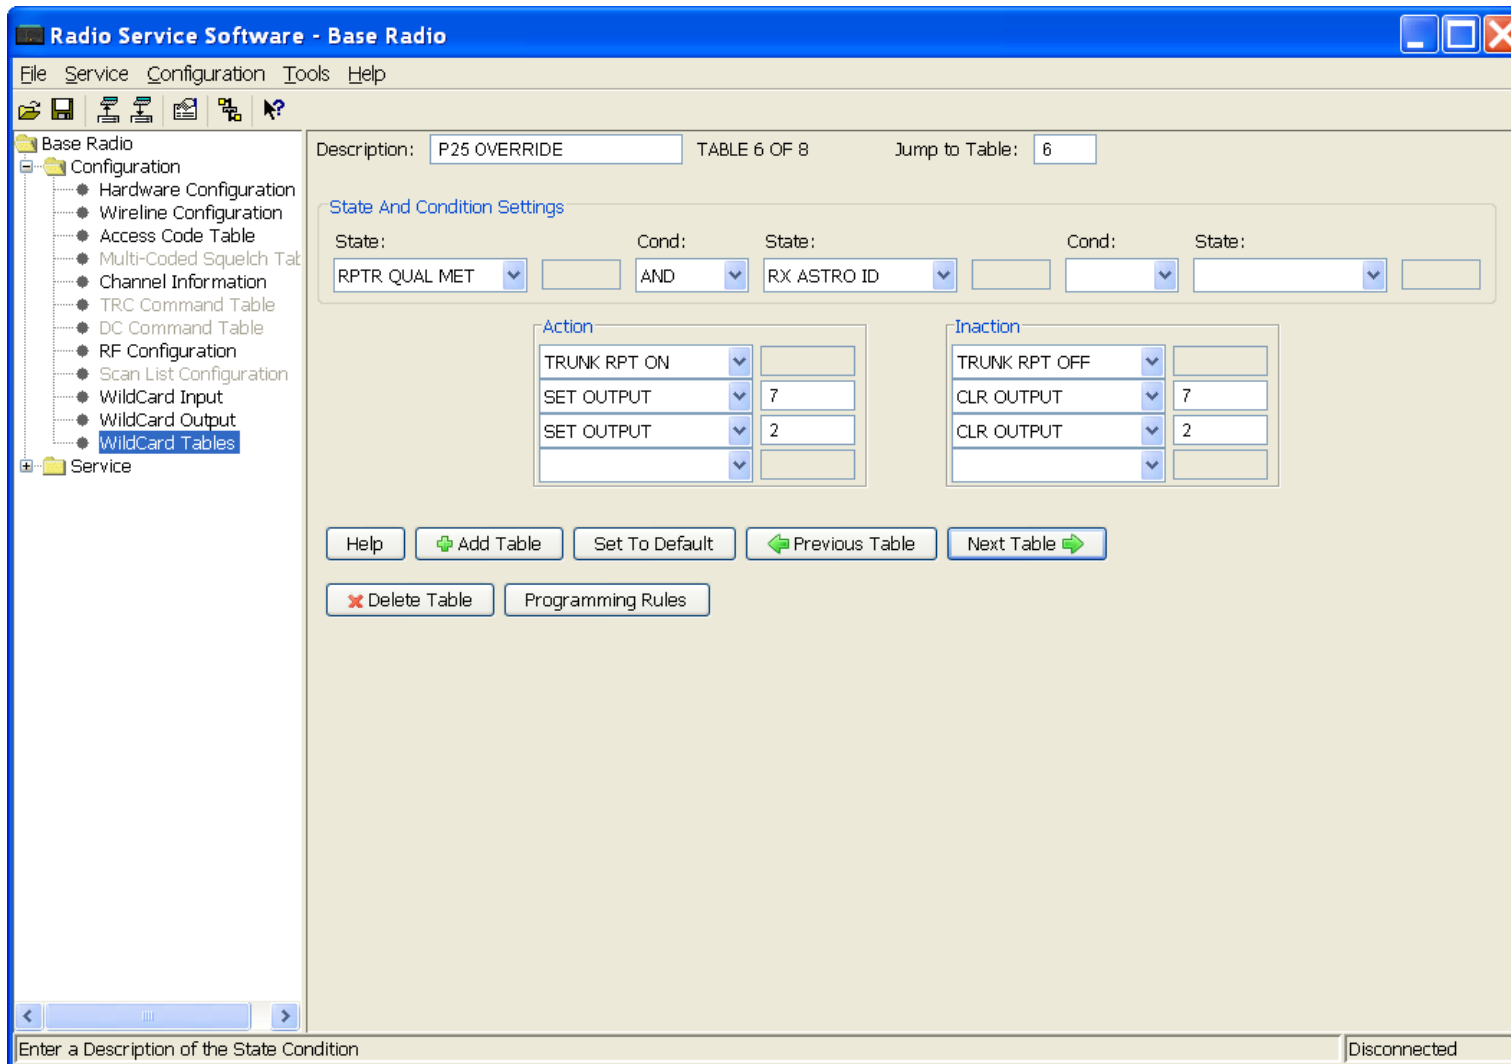 Radio Service Software - Base Radio
File Service Configuration Tools Help
Base Radio
Configuration
Hardware Configuration
Wireline Configuration
Access Code Table
Multi-Coded Squelch Tab
Channel Information
TRC Command Table
DC Command Table
RF Configuration
Scan List Configuration
WildCard Input
WildCard Output
WildCard Tables
Service
Description: P25 OVERRIDE TABLE 6 OF 8 Jump to Table: 6
State And Condition Settings
State: Cond: State: Cond: State:
RPTR QUAL MET AND RX ASTRO ID
Action Inaction
TRUNK RPT ON TRUNK RPT OFF
SET OUTPUT 7 CLR OUTPUT 7
SET OUTPUT 2 CLR OUTPUT 2
Help Add Table Set To Default Previous Table Next Table
Delete Table Programming Rules
Enter a Description of the State Condition Disconnected